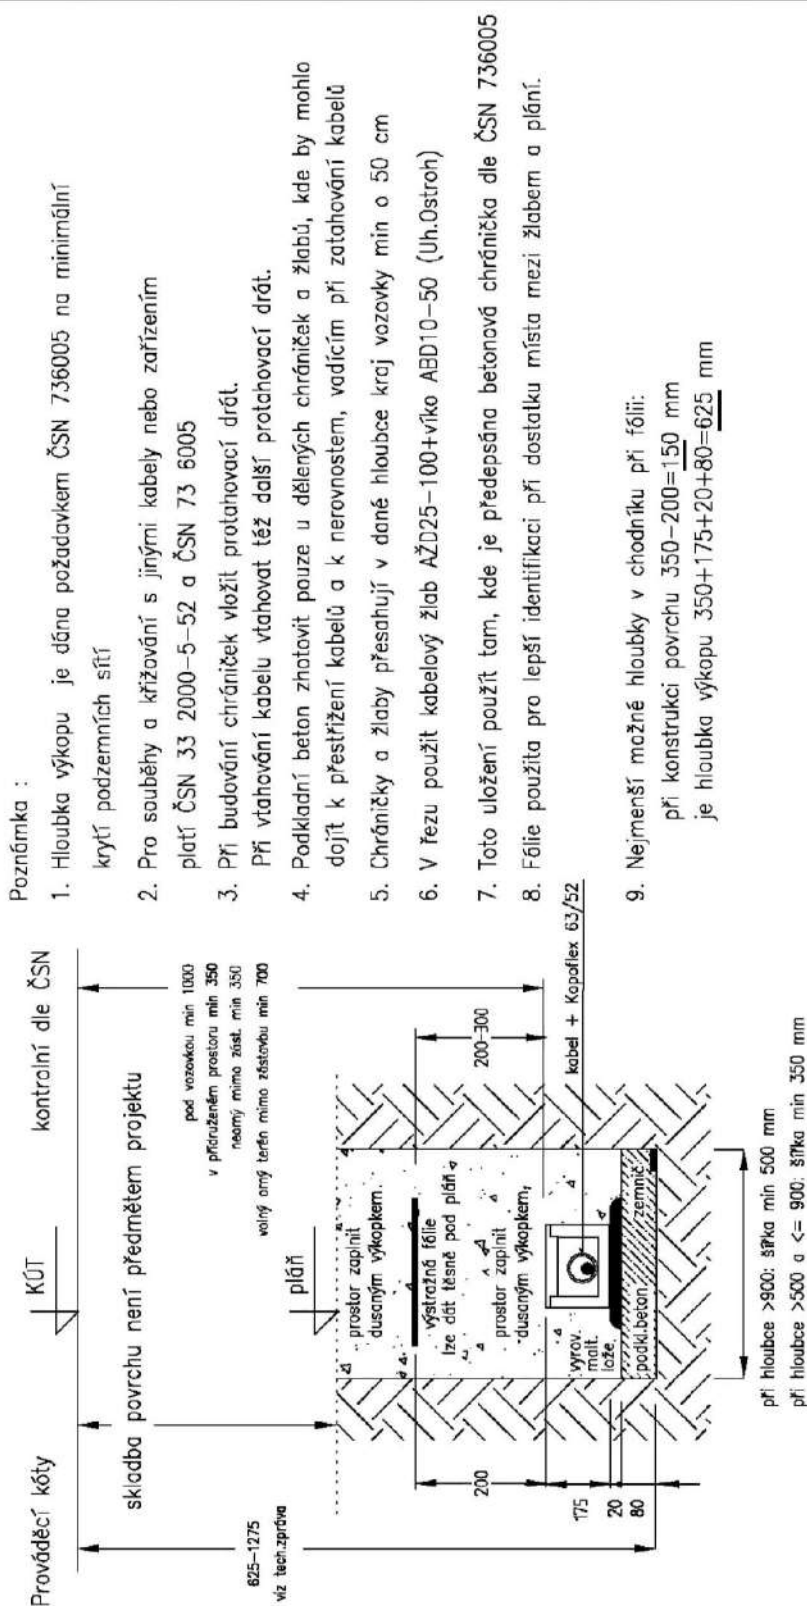 Poznámka :
1. Hloubka výkopu je dána požadavkem ČSN 736005 na minimální
krytí podzemních sítí
2. Pro souběhy a křižování s jinými kabely nebo zařízením
platí ČSN 33 2000-5-52 a ČSN 73 6005
3. Při budování chrániček vložit protahovací drát.
Při vtahování kabelu vtahovat též další protahovací drát.
4. Podkladní beton zhotovit pouze u dělených chrániček a žlabů, kde by mohlo
dojít k přestřižení kabelů a k nerovnostem, vadícím při zatahování kabelů
5. Chráničky a žlaby přesahují v dané hloubce kraj vozovky min o 50 cm
6. V řezu použit kabelový žlab AŽD25-100+víko ABD10-50 (Uh.Ostroh)
7. Toto uložení použít tam, kde je předepsána betonová chránička dle ČSN 736005
8. Fólie použita pro lepší identifikaci při dostatku místa mezi žlabem a plání.
9. Nejmenší možné hloubky v chodníku při fólii:
při konstrukci povrchu 350-200=150 mm
je hloubka výkopu 350+175+20+80=625 mm
Prováděcí kóty
KÚT
kontrolní dle ČSN
skladba povrchu není předmětem projektu
pod vozovkou min 1000
v přidruženém prostoru min 350
neorný mimo zást. min 350
volný orný terén mimo zástavbu min 700
625-1275
viz tech.zpráva
pláň
prostor zaplnit
dusaným výkopkem
výstražná fólie
lze dát těsně pod pláň
200-300
200
prostor zaplnit
dusaným výkopkem,
kabel + Kopoflex 63/52
vyrov.
malt.
lože
175
20
80
podkl.beton
zemnič
při hloubce >900: šířka min 500 mm
při hloubce >500 a <= 900: šířka min 350 mm